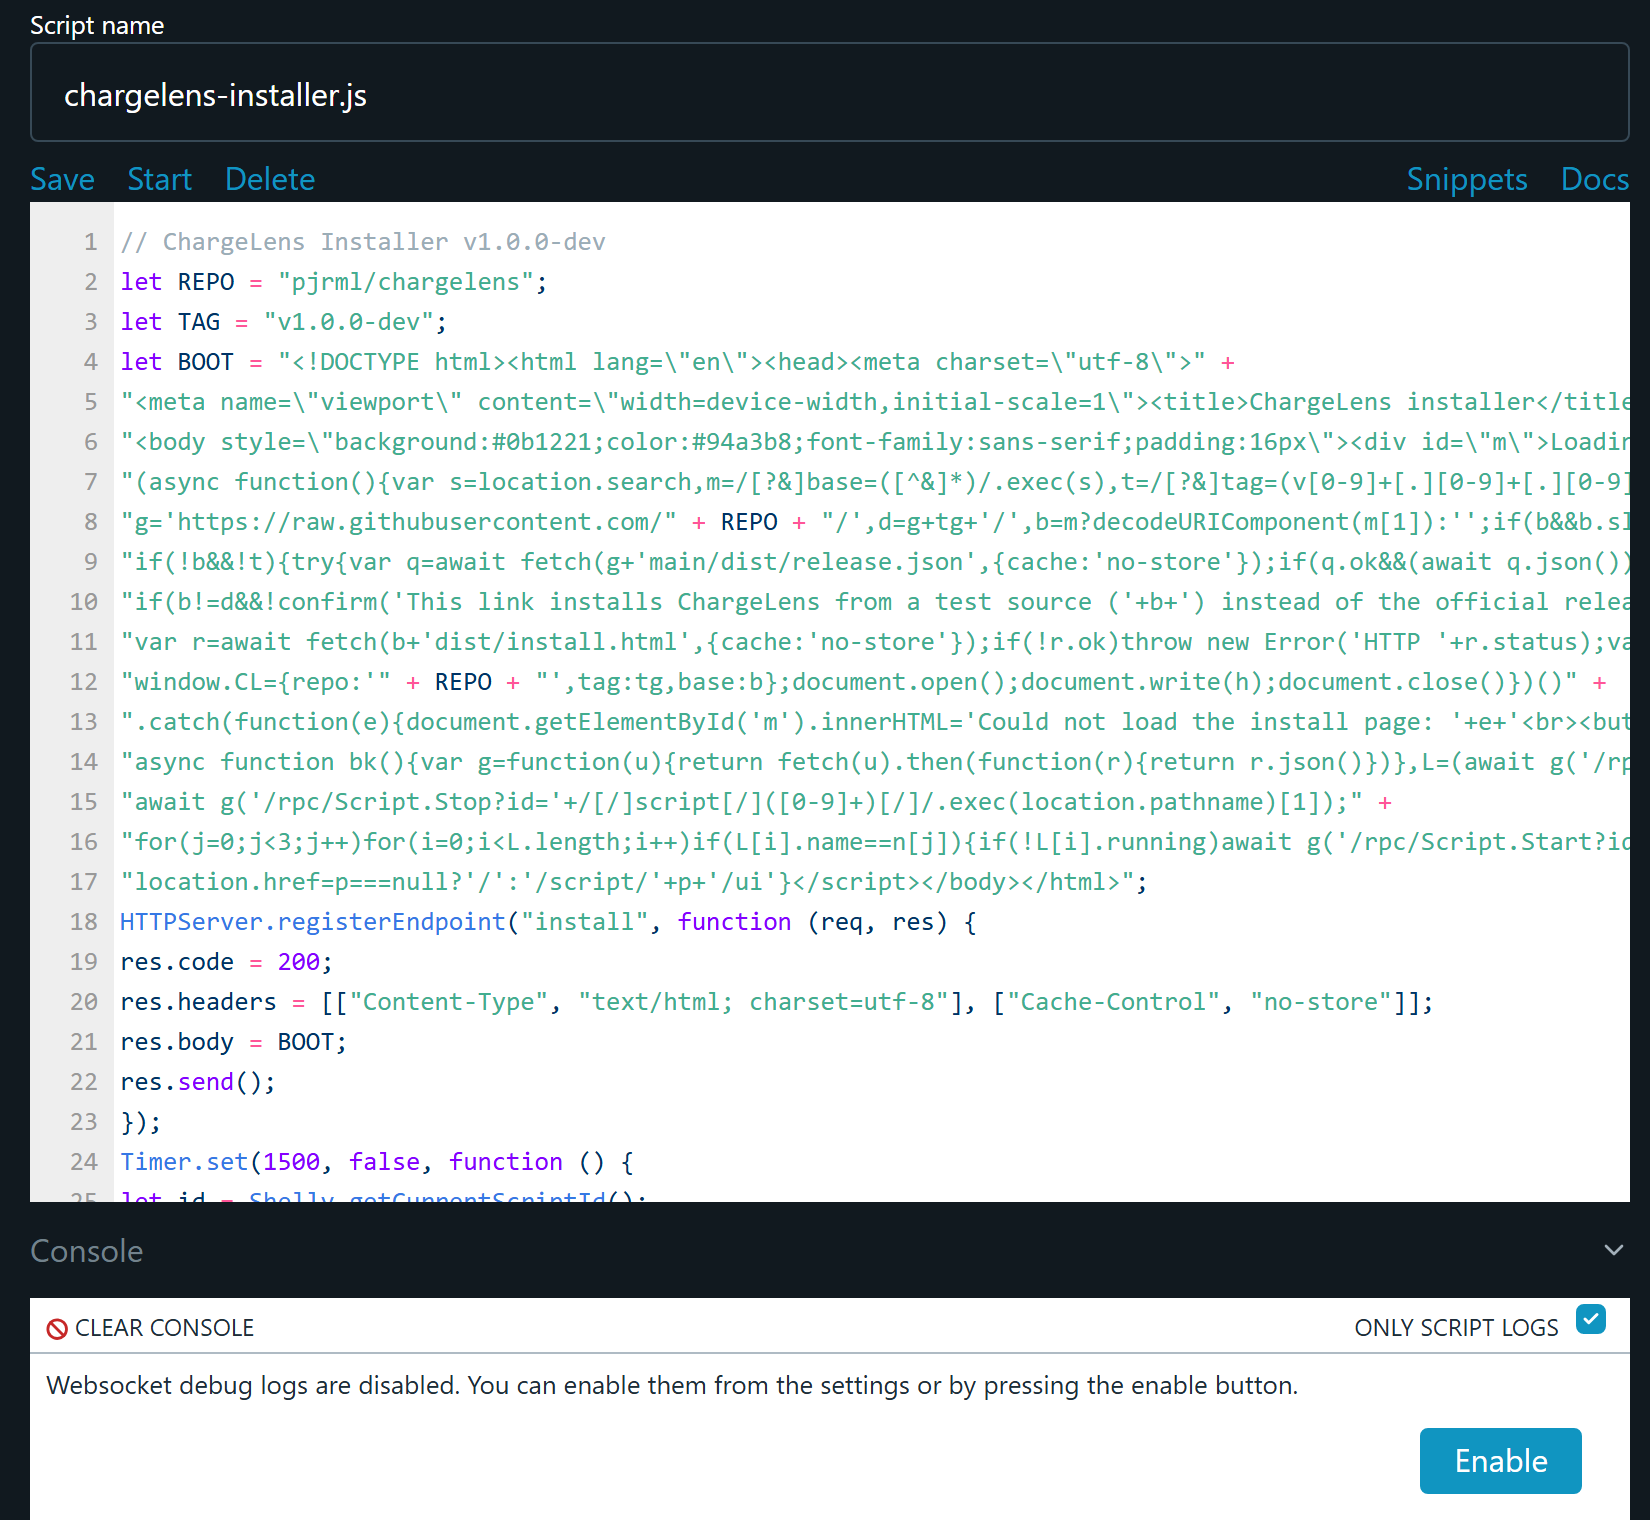 Script name
chargelens-installer.js
Save Start Delete Snippets Docs
1 // ChargeLens Installer v1.0.0-dev
2 let REPO = "pjrml/chargelens";
3 let TAG = "v1.0.0-dev";
4 let BOOT = "<!DOCTYPE html><html lang=\"en\"><head><meta charset=\"utf-8\">" +
5 "<meta name=\"viewport\" content=\"width=device-width,initial-scale=1\"><title>ChargeLens installer</title
6 "<body style=\"background:#0b1221;color:#94a3b8;font-family:sans-serif;padding:16px\"><div id=\"m\">Loadin
7 "(async function(){var s=location.search,m=/[?&]base=([^&]*)/.exec(s),t=/[?&]tag=(v[0-9]+[.][0-9]+[.][0-9]
8 "g='https://raw.githubusercontent.com/" + REPO + "/',d=g+tg+'/',b=m?decodeURIComponent(m[1]):'';if(b&&b.sl
9 "if(!b&&!t){try{var q=await fetch(g+'main/dist/release.json',{cache:'no-store'});if(q.ok&&(await q.json())
10 "if(b!=d&&!confirm('This link installs ChargeLens from a test source ('+b+') instead of the official relea
11 "var r=await fetch(b+'dist/install.html',{cache:'no-store'});if(!r.ok)throw new Error('HTTP '+r.status);va
12 "window.CL={repo:'" + REPO + "',tag:tg,base:b};document.open();document.write(h);document.close()})()" +
13 ".catch(function(e){document.getElementById('m').innerHTML='Could not load the install page: '+e+'<br><but
14 "async function bk(){var g=function(u){return fetch(u).then(function(r){return r.json()})},L=(await g('/rp
15 "await g('/rpc/Script.Stop?id='+/[/]script[/]([0-9]+)[/]/.exec(location.pathname)[1]);" +
16 "for(j=0;j<3;j++)for(i=0;i<L.length;i++)if(L[i].name==n[j]){if(!L[i].running)await g('/rpc/Script.Start?id
17 "location.href=p===null?'/':'/script/'+p+'/ui'}</script></body></html>";
18 HTTPServer.registerEndpoint("install", function (req, res) {
19 res.code = 200;
20 res.headers = [["Content-Type", "text/html; charset=utf-8"], ["Cache-Control", "no-store"]];
21 res.body = BOOT;
22 res.send();
23 });
24 Timer.set(1500, false, function () {
25 let id = Shelly.getCurrentScriptId();
Console
CLEAR CONSOLE ONLY SCRIPT LOGS
Websocket debug logs are disabled. You can enable them from the settings or by pressing the enable button.
Enable